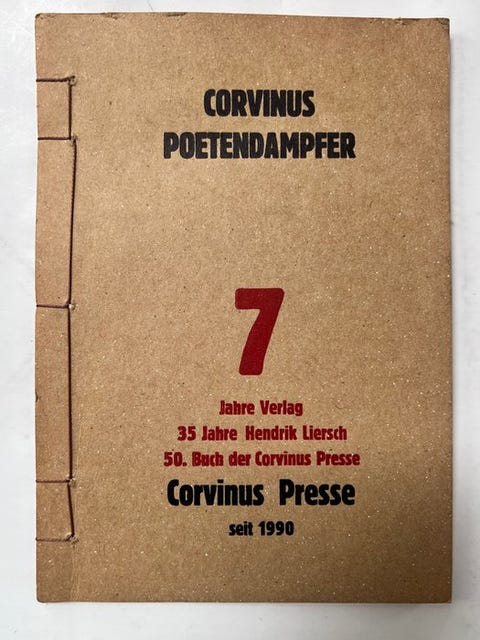 CORVINUS
POETENDAMPFER
7
Jahre Verlag
35 Jahre Hendrik Liersch
50. Buch der Corvinus Presse
Corvinus Presse
seit 1990